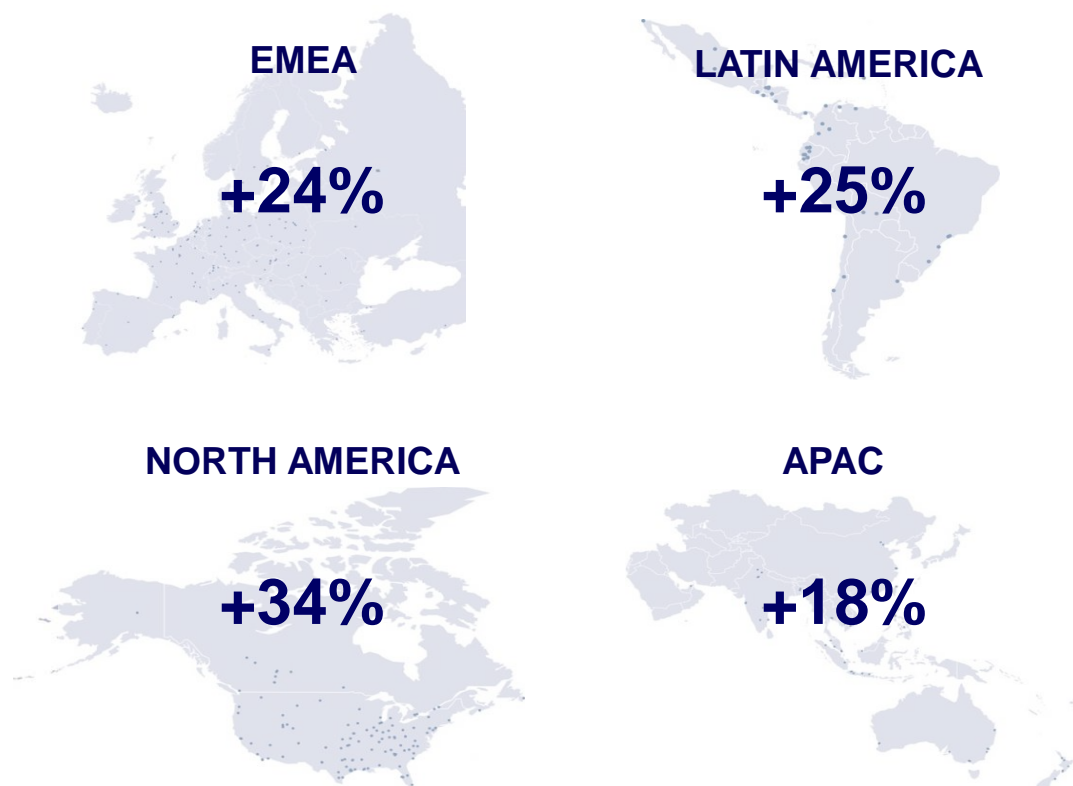 EMEA
+24%
LATIN AMERICA
+25%
NORTH AMERICA
+34%
APAC
+18%